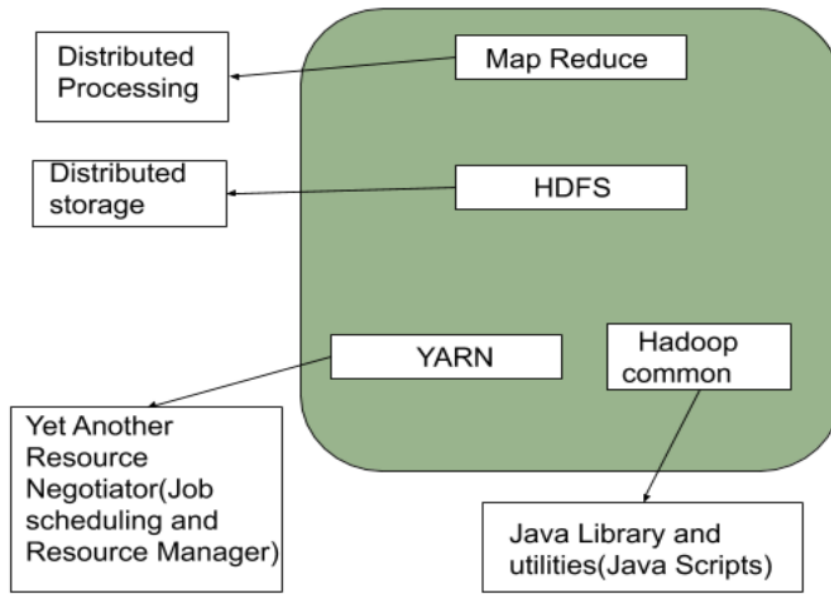 Distributed
Processing
Map Reduce
Distributed
storage
HDFS
YARN
Hadoop
common
Yet Another
Resource
Negotiator(Job
scheduling and
Resource Manager)
Java Library and
utilities(Java Scripts)